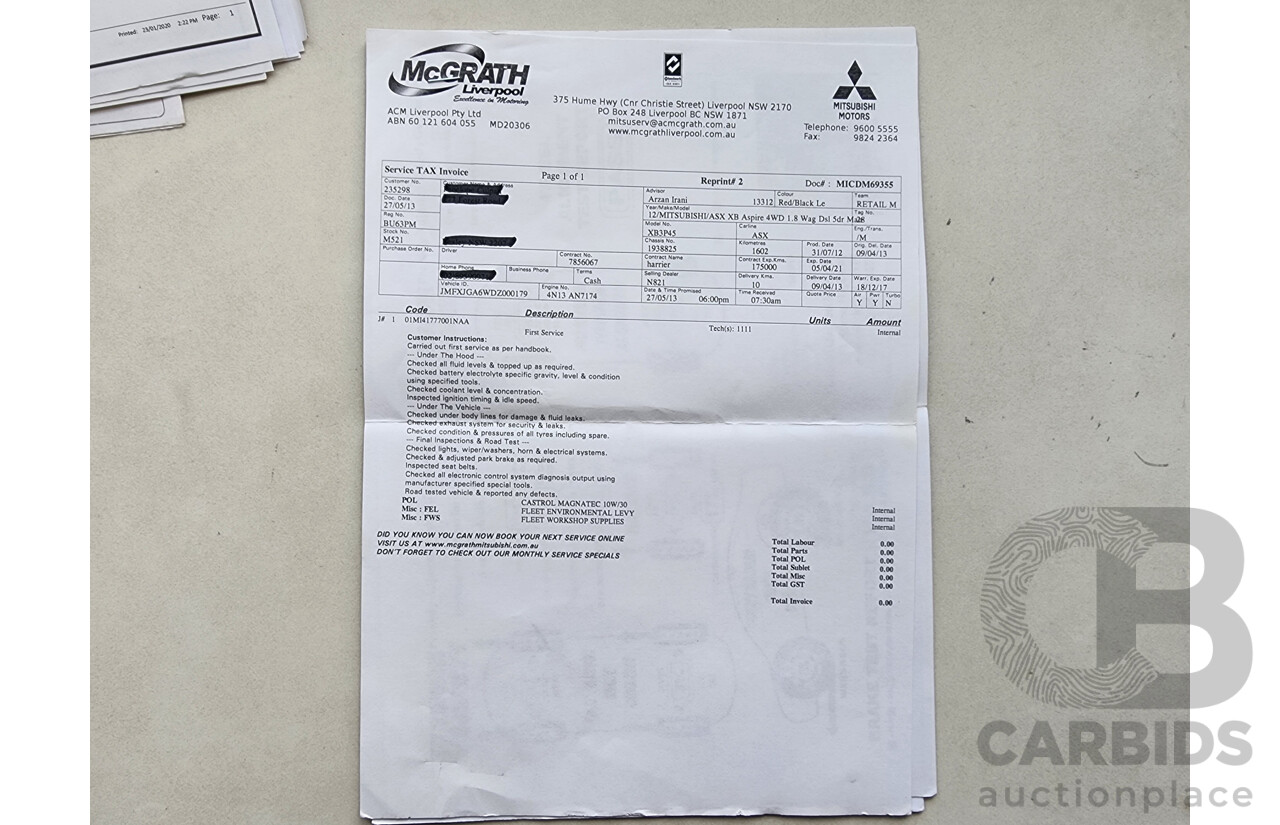 Printed: 23/01/2020 2:22 PM Page: 1
McGRATH
Liverpool
Excellence in Motoring
ACM Liverpool Pty Ltd
ABN 60 121 604 055 MD20306
375 Hume Hwy (Cnr Christie Street) Liverpool NSW 2170
PO Box 248 Liverpool BC NSW 1871
mitsuserv@acmcgrath.com.au
www.mcgrathliverpool.com.au
MITSUBISHI
MOTORS
Telephone: 9600 5555
Fax: 9824 2364
Service TAX Invoice Page 1 of 1 Reprint# 2 Doc# : MICDM69355
Customer No.
235298
Doc. Date
27/05/13
Reg No.
BU63PM
Stock No.
M521
Purchase Order No. Driver Contract No.
7856067
Home Phone Business Phone Terms
Cash
Vehicle ID. Engine No.
JMFXJGA6WDZ000179 4N13 AN7174
Advisor Colour Team
Arzan Irani 13312 Red/Black Le RETAIL M
Year/Make/Model Tag No.
12/MITSUBISHI/ASX XB Aspire 4WD 1.8 Wag Dsl 5dr M
Model No. Carline Eng./Trans.
XB3P45 ASX /M
Chassis No. Kilometres Prod. Date Orig. Del. Date
1938825 1602 31/07/12 09/04/13
Contract Name Contract Exp.Kms. Exp. Date
harrier 175000 05/04/21
Selling Dealer Delivery Kms. Delivery Date Warr. Exp. Date
N821 10 09/04/13 18/12/17
Date & Time Promised Time Received Quote Price Air Pwr Turbo
27/05/13 06:00pm 07:30am Y Y N
Code Description Units Amount
J# 1 01MI41777001NAA First Service Tech(s): 1111 Internal
Customer Instructions:
Carried out first service as per handbook.
--- Under The Hood ---
Checked all fluid levels & topped up as required.
Checked battery electrolyte specific gravity, level & condition
using specified tools.
Checked coolant level & concentration.
Inspected ignition timing & idle speed.
--- Under The Vehicle ---
Checked under body lines for damage & fluid leaks.
Checked exhaust system for security & leaks.
Checked condition & pressures of all tyres including spare.
--- Final Inspections & Road Test ---
Checked lights, wiper/washers, horn & electrical systems.
Checked & adjusted park brake as required.
Inspected seat belts.
Checked all electronic control system diagnosis output using
manufacturer specified special tools.
Road tested vehicle & reported any defects.
POL CASTROL MAGNATEC 10W/30 Internal
Misc : FEL FLEET ENVIRONMENTAL LEVY Internal
Misc : FWS FLEET WORKSHOP SUPPLIES Internal
DID YOU KNOW YOU CAN NOW BOOK YOUR NEXT SERVICE ONLINE
VISIT US AT www.mcgrathmitsubishi.com.au
DON'T FORGET TO CHECK OUT OUR MONTHLY SERVICE SPECIALS
Total Labour 0.00
Total Parts 0.00
Total POL 0.00
Total Sublet 0.00
Total Misc 0.00
Total GST 0.00
Total Invoice 0.00
CB
CARBIDS
auctionplace